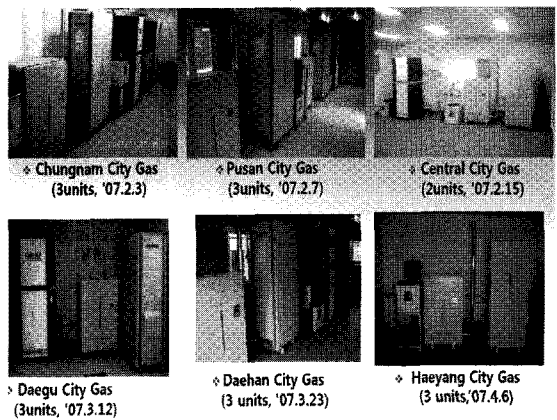 ❖ Chungnam City Gas
(3units, '07.2.3)
❖ Pusan City Gas
(3units, '07.2.7)
❖ Central City Gas
(2units, '07.2.15)
❖ Daegu City Gas
(3units, '07.3.12)
❖ Daehan City Gas
(3 units, '07.3.23)
❖ Haeyang City Gas
(3 units,'07.4.6)